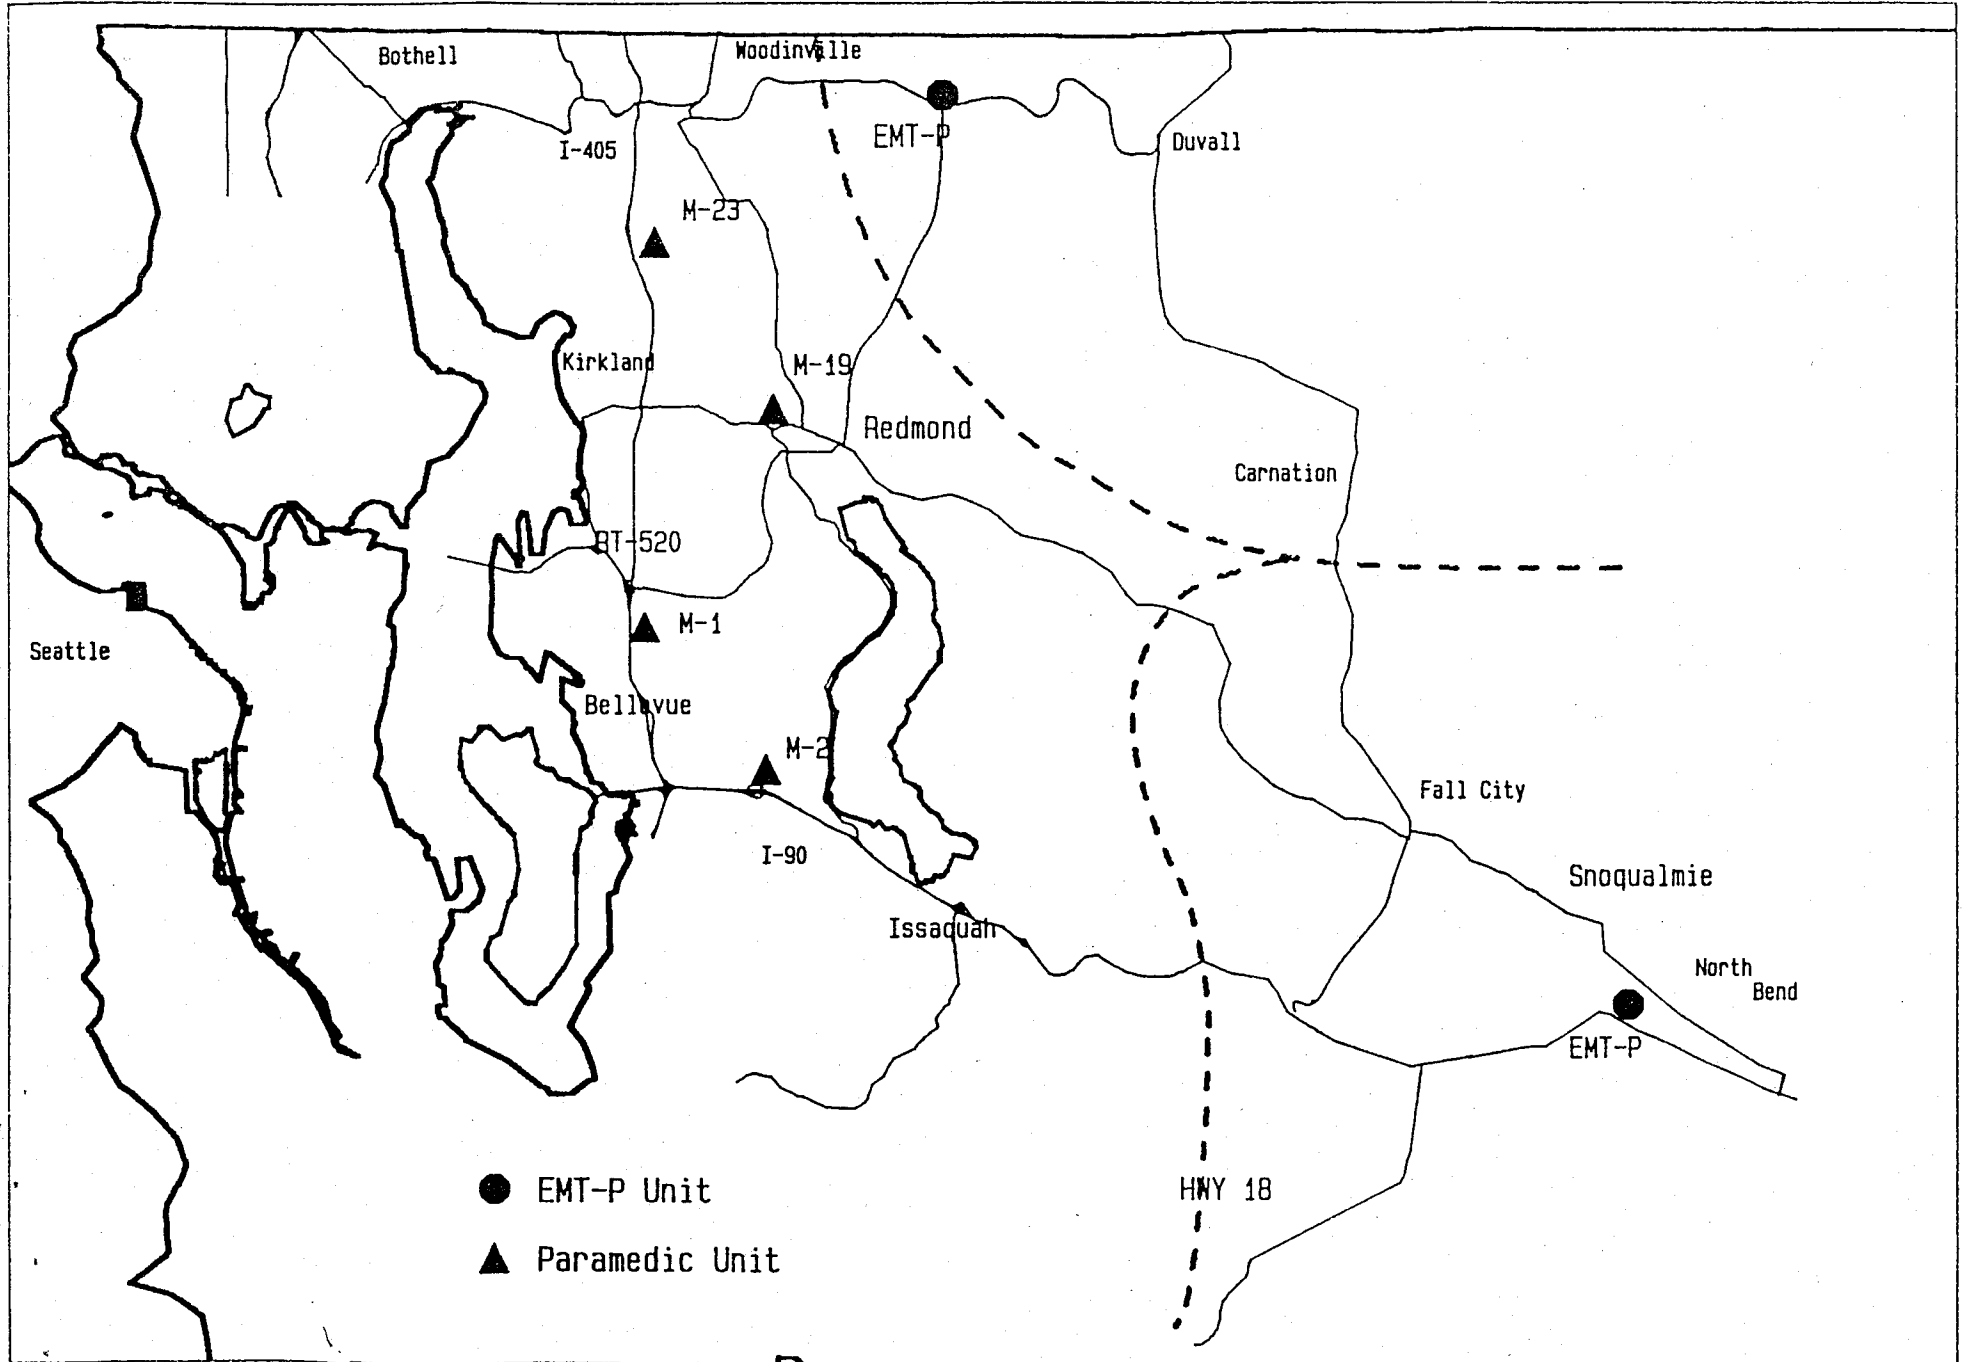 Bothell
Woodinville
EMT-P
Duvall
I-405
M-23
Kirkland
M-19
Redmond
Carnation
RT-520
M-1
Seattle
Bellevue
M-2
Fall City
I-90
Snoqualmie
Issaquah
North
Bend
EMT-P
EMT-P Unit
HWY 18
Paramedic Unit